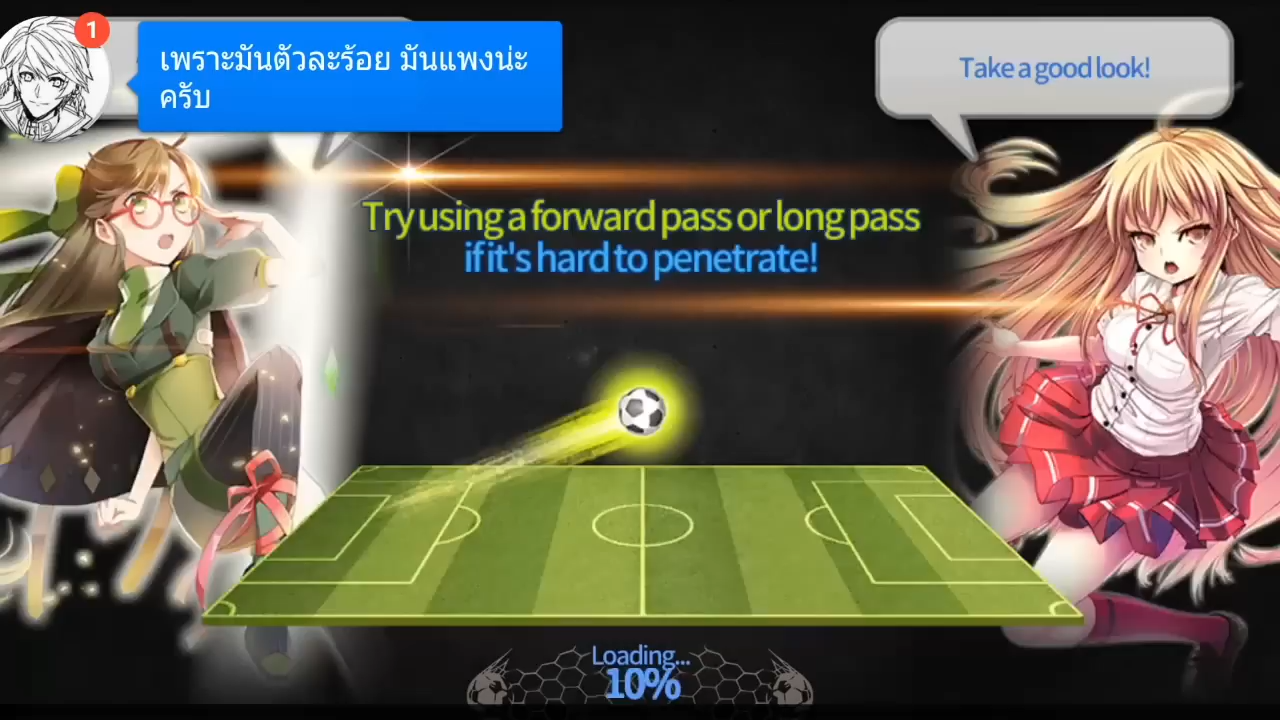 1
เพราะมันตัวละร้อย มันแพงน่ะ
ครับ
Take a good look!
Try using a forward pass or long pass
if it's hard to penetrate!
Loading...
10%